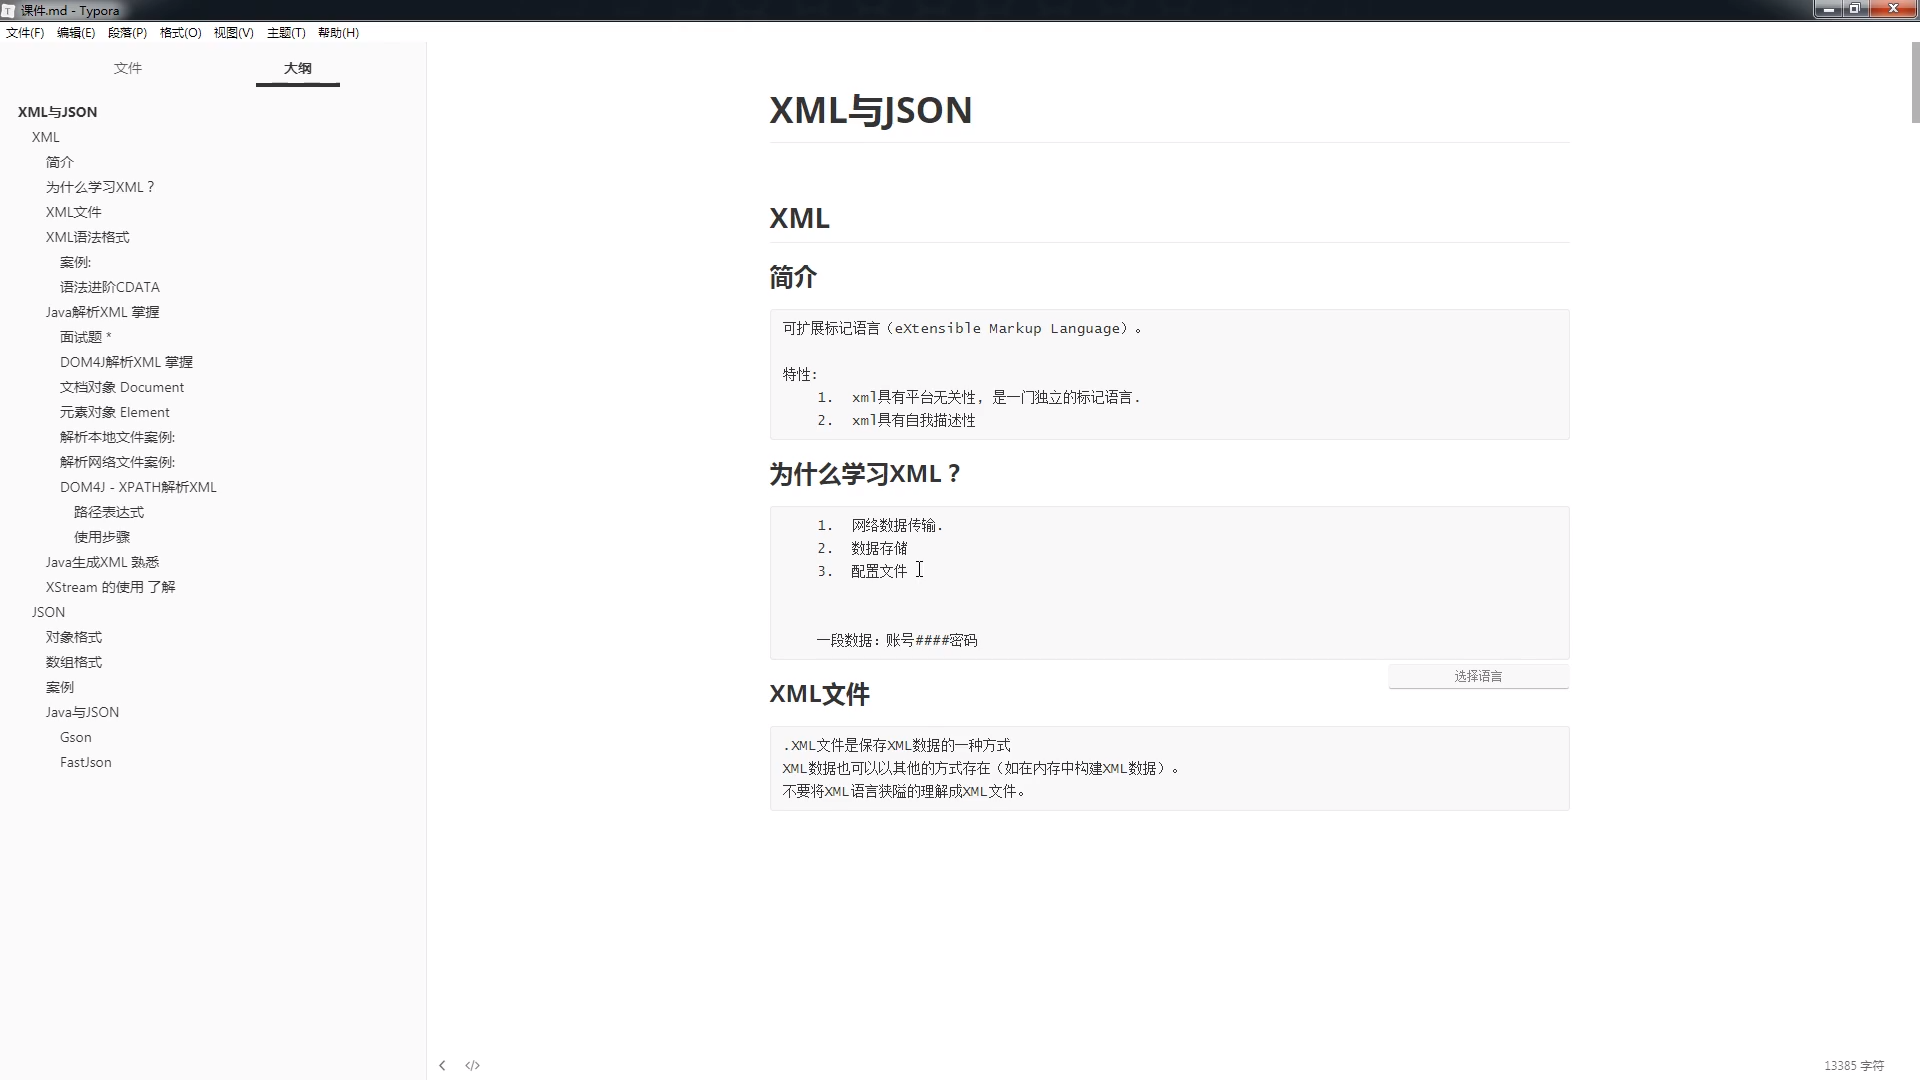 课件.md - Typora
文件(F) 编辑(E) 段落(P) 格式(O) 视图(V) 主题(T) 帮助(H)
文件 大纲
XML与JSON
XML
简介
为什么学习XML？
XML文件
XML语法格式
案例:
语法进阶CDATA
Java解析XML 掌握
面试题 *
DOM4J解析XML 掌握
文档对象 Document
元素对象 Element
解析本地文件案例:
解析网络文件案例:
DOM4J - XPATH解析XML
路径表达式
使用步骤
Java生成XML 熟悉
XStream 的使用 了解
JSON
对象格式
数组格式
案例
Java与JSON
Gson
FastJson
XML与JSON
XML
简介
可扩展标记语言（eXtensible Markup Language）。
特性:
1. xml具有平台无关性, 是一门独立的标记语言.
2. xml具有自我描述性
为什么学习XML？
1. 网络数据传输.
2. 数据存储
3. 配置文件
一段数据: 账号####密码
选择语言
XML文件
.XML文件是保存XML数据的一种方式
XML数据也可以以其他的方式存在（如在内存中构建XML数据）。
不要将XML语言狭隘的理解成XML文件。
13385 字符